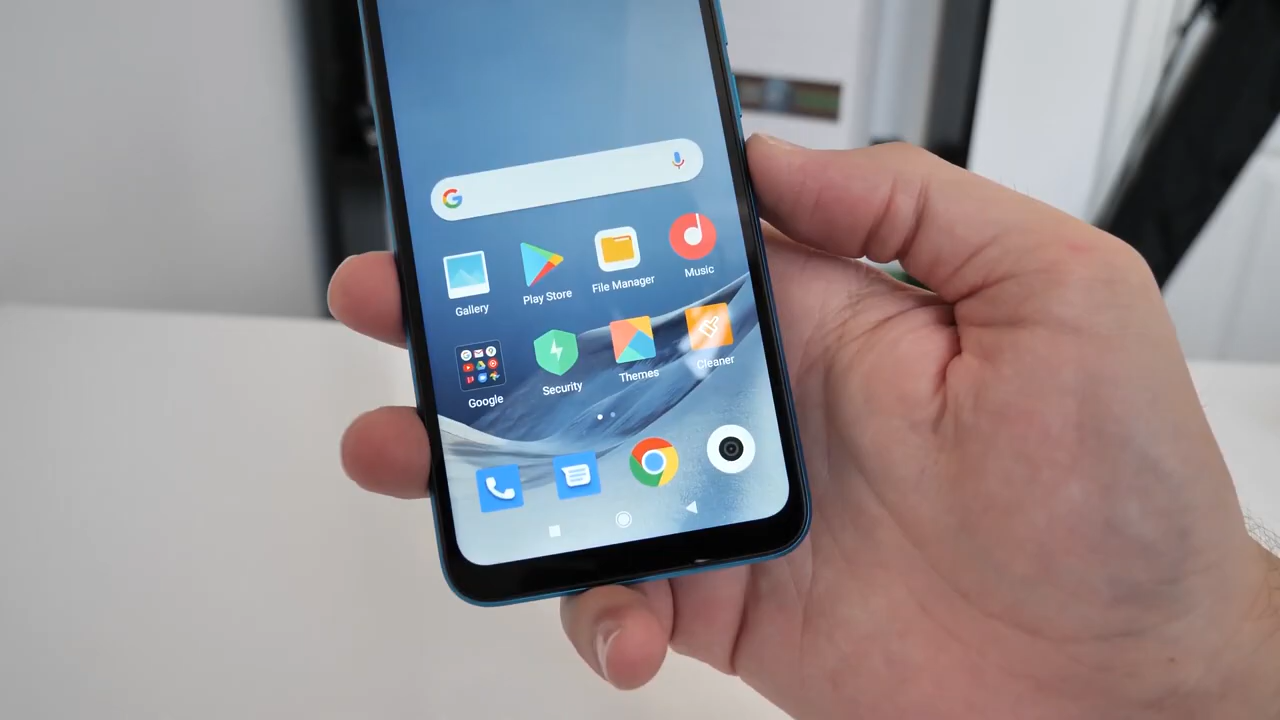 Gallery
Play Store
File Manager
Music
Google
Security
Themes
Cleaner